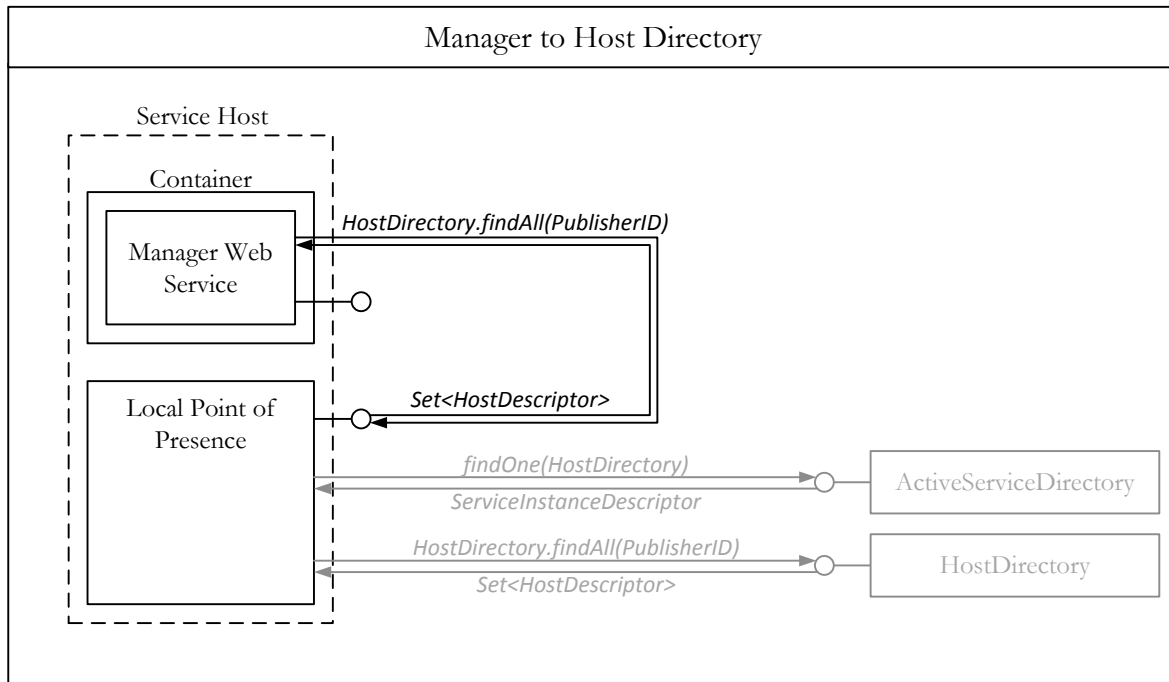 Manager to Host Directory
Service Host
Container
HostDirectory.findAll(PublisherID)
Manager Web
Service
Set<HostDescriptor>
Local Point of
Presence
findOne(HostDirectory)
ServiceInstanceDescriptor
ActiveServiceDirectory
HostDirectory.findAll(PublisherID)
Set<HostDescriptor>
HostDirectory